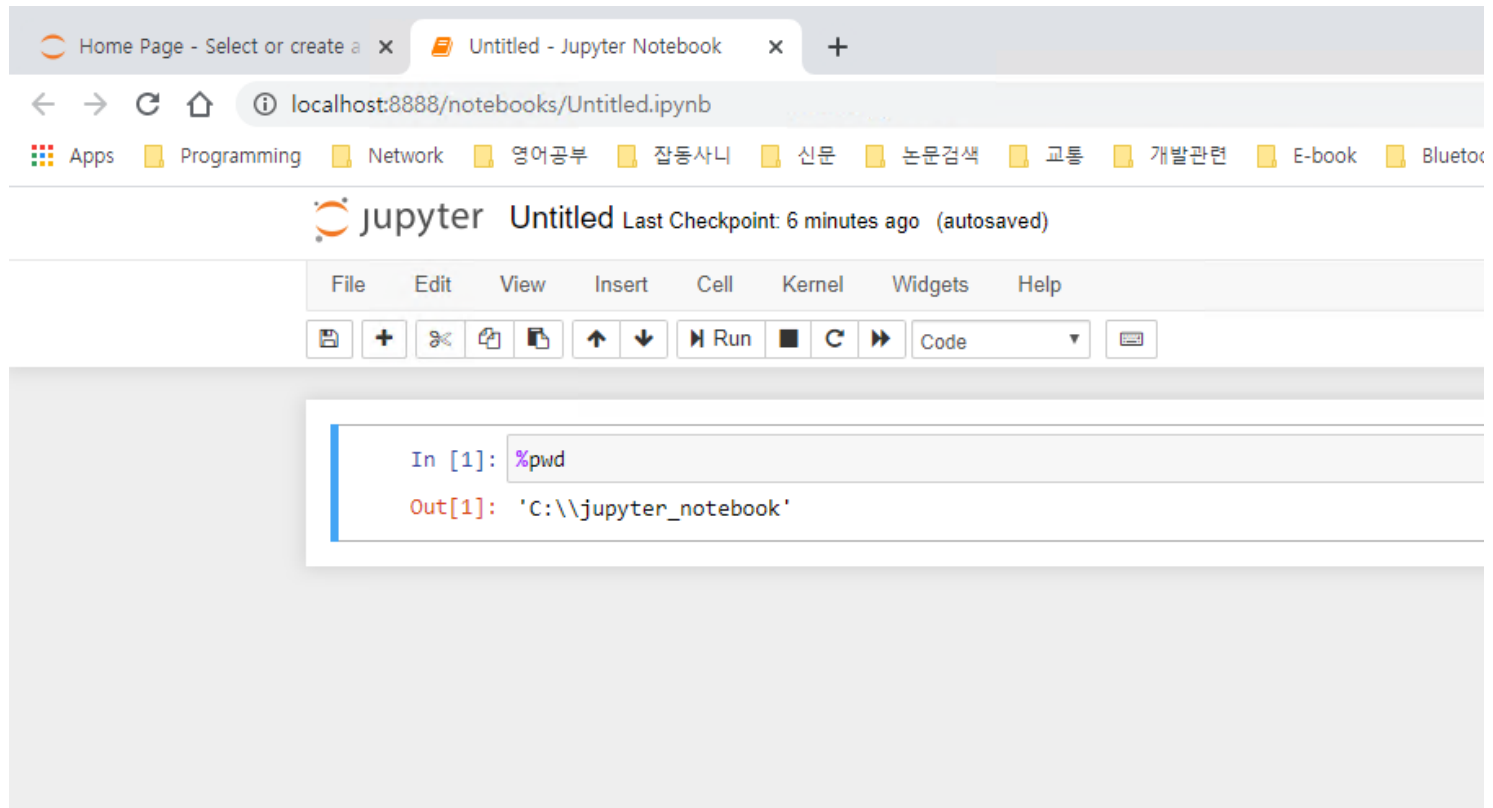 Home Page - Select or create a
Untitled - Jupyter Notebook
localhost:8888/notebooks/Untitled.ipynb
Apps Programming Network 영어공부 잡동사니 신문 논문검색 교통 개발관련 E-book Bluetoo
jupyter Untitled Last Checkpoint: 6 minutes ago (autosaved)
File Edit View Insert Cell Kernel Widgets Help
Run Code
In [1]: %pwd
Out[1]: 'C:\\jupyter_notebook'